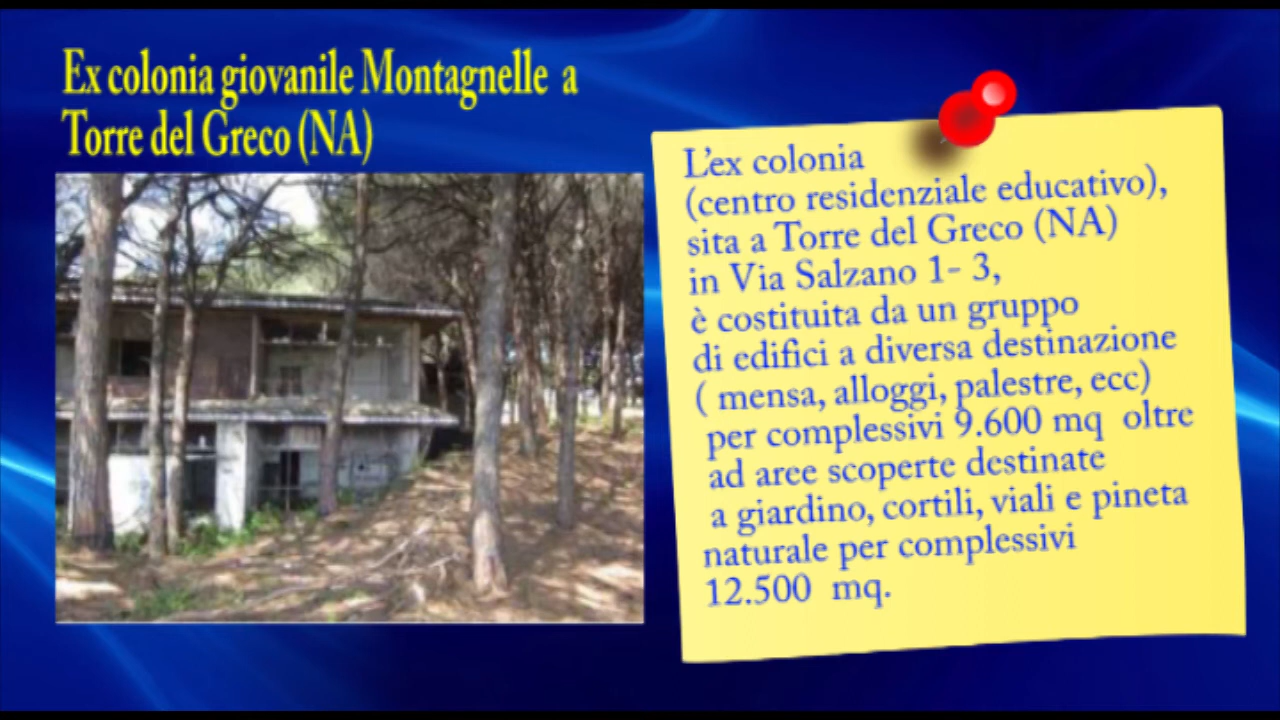 Ex colonia giovanile Montagnelle a
Torre del Greco (NA)
L'ex colonia
(centro residenziale educativo),
sita a Torre del Greco (NA)
in Via Salzano 1- 3,
è costituita da un gruppo
di edifici a diversa destinazione
( mensa, alloggi, palestre, ecc)
per complessivi 9.600 mq oltre
ad aree scoperte destinate
a giardino, cortili, viali e pineta
naturale per complessivi
12.500 mq.